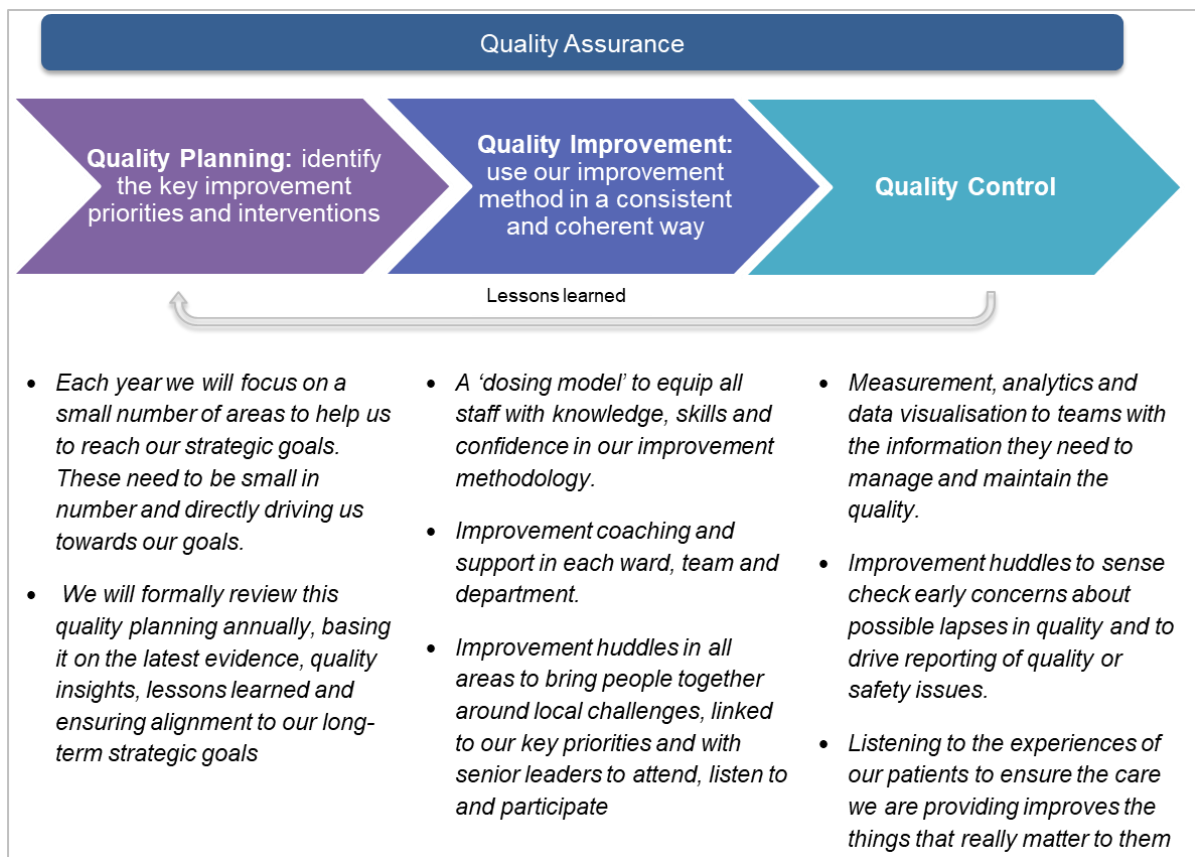 Quality Assurance
Quality Planning: identify
the key improvement
priorities and interventions
Quality Improvement:
use our improvement
method in a consistent
and coherent way
Quality Control
Lessons learned
• Each year we will focus on a
small number of areas to help us
to reach our strategic goals.
These need to be small in
number and directly driving us
towards our goals.
• We will formally review this
quality planning annually, basing
it on the latest evidence, quality
insights, lessons learned and
ensuring alignment to our long-
term strategic goals
• A ‘dosing model’ to equip all
staff with knowledge, skills and
confidence in our improvement
methodology.
• Improvement coaching and
support in each ward, team and
department.
• Improvement huddles in all
areas to bring people together
around local challenges, linked
to our key priorities and with
senior leaders to attend, listen to
and participate
• Measurement, analytics and
data visualisation to teams with
the information they need to
manage and maintain the
quality.
• Improvement huddles to sense
check early concerns about
possible lapses in quality and to
drive reporting of quality or
safety issues.
• Listening to the experiences of
our patients to ensure the care
we are providing improves the
things that really matter to them